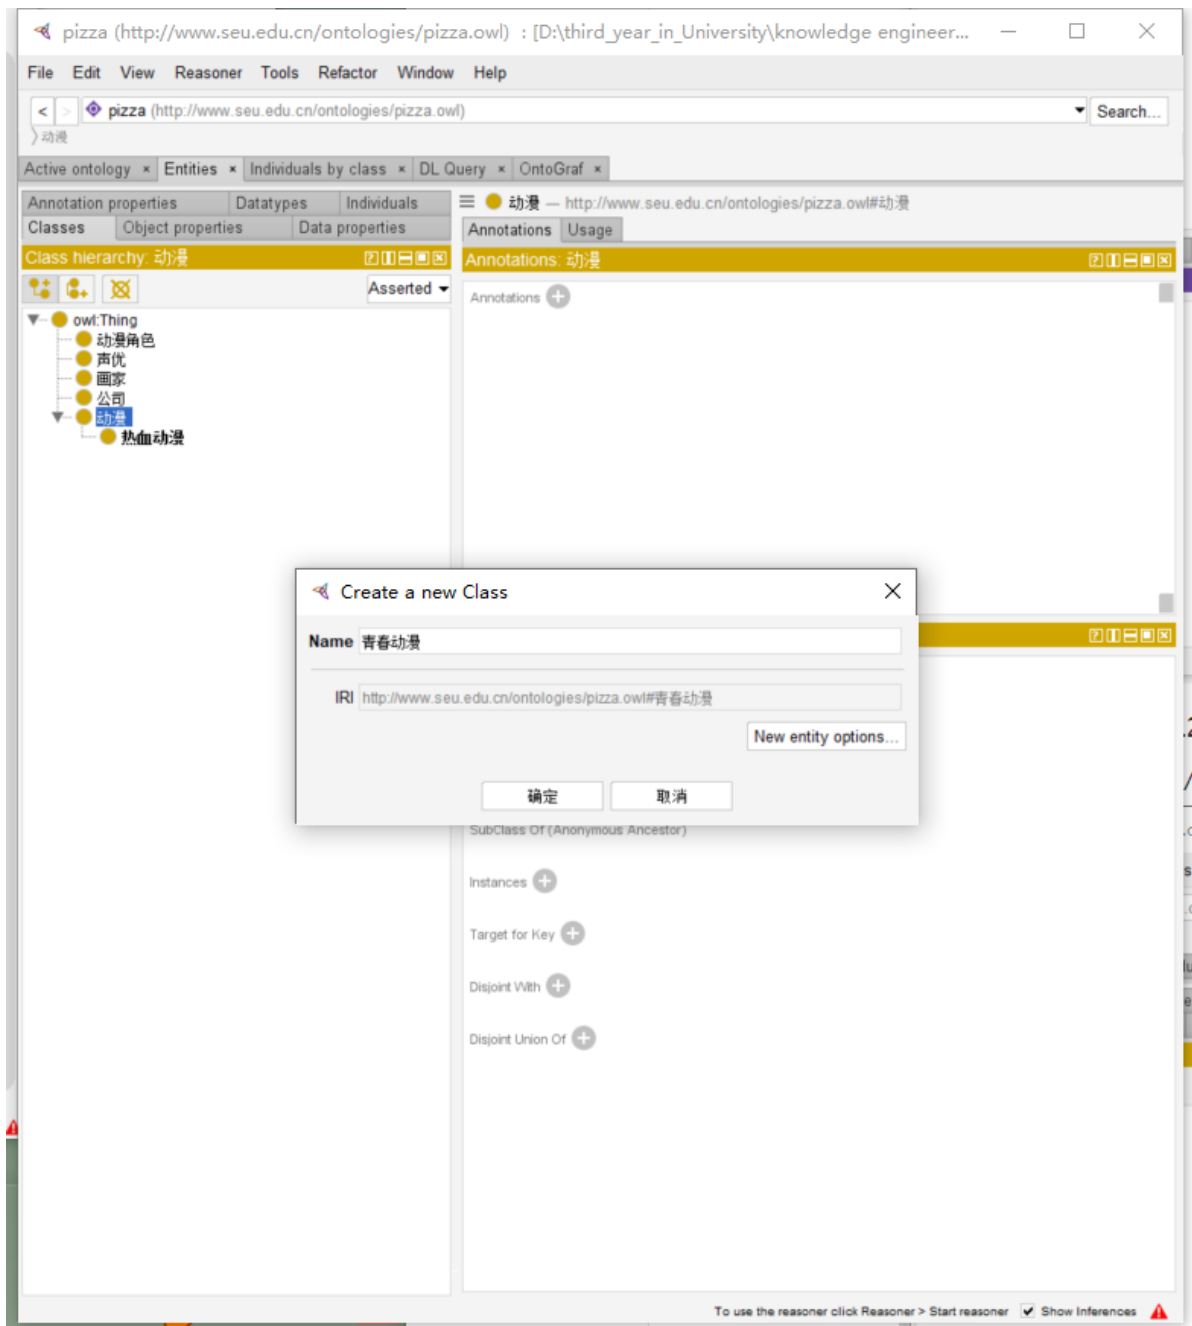 pizza (http://www.seu.edu.cn/ontologies/pizza.owl) : [D:\third_year_in_University\knowledge engineer...
File Edit View Reasoner Tools Refactor Window Help
< > pizza (http://www.seu.edu.cn/ontologies/pizza.owl) Search...
动漫
Active ontology × Entities × Individuals by class × DL Query × OntoGraf ×
Annotation properties Datatypes Individuals
Classes Object properties Data properties
动漫 — http://www.seu.edu.cn/ontologies/pizza.owl#动漫
Annotations Usage
Class hierarchy: 动漫
Annotations: 动漫
Asserted
Annotations
owl:Thing
动漫角色
声优
画家
公司
动漫
热血动漫
Create a new Class
Name 青春动漫
IRI http://www.seu.edu.cn/ontologies/pizza.owl#青春动漫
New entity options...
确定 取消
SubClass Of (Anonymous Ancestor)
Instances
Target for Key
Disjoint With
Disjoint Union Of
To use the reasoner click Reasoner > Start reasoner Show Inferences